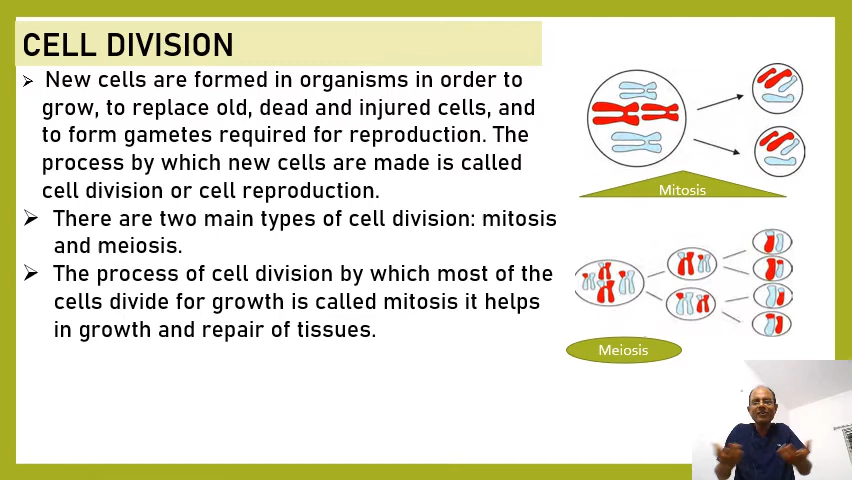 CELL DIVISION
➢ New cells are formed in organisms in order to
grow, to replace old, dead and injured cells, and
to form gametes required for reproduction. The
process by which new cells are made is called
cell division or cell reproduction.
➢ There are two main types of cell division: mitosis
and meiosis.
➢ The process of cell division by which most of the
cells divide for growth is called mitosis it helps
in growth and repair of tissues.
Mitosis
Meiosis